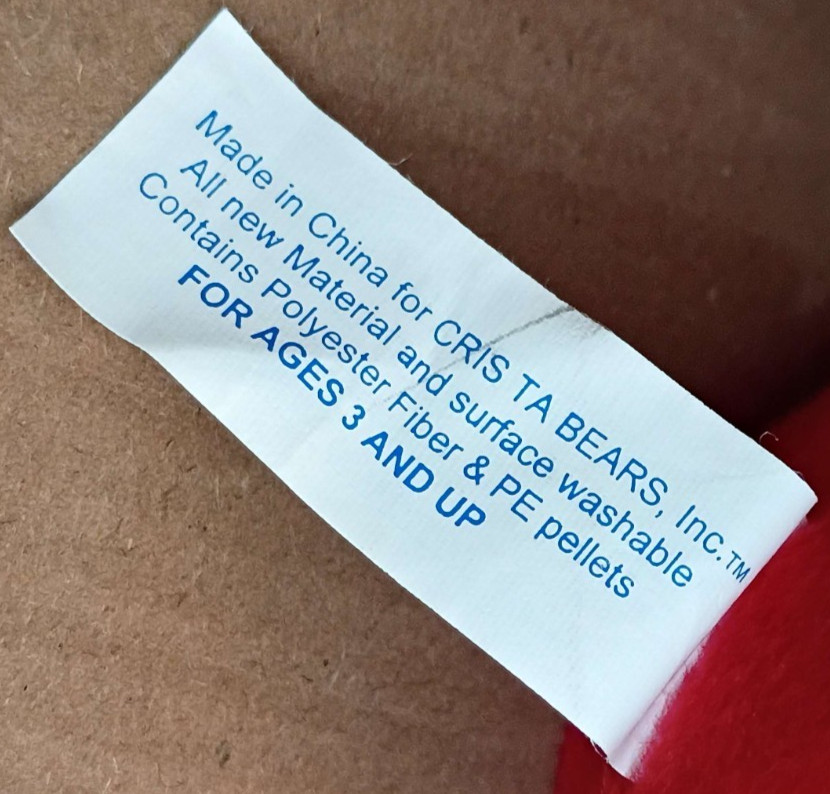 Made in China for CRIS TA BEARS, Inc.™
All new Material and surface washable
Contains Polyester Fiber & PE pellets
FOR AGES 3 AND UP